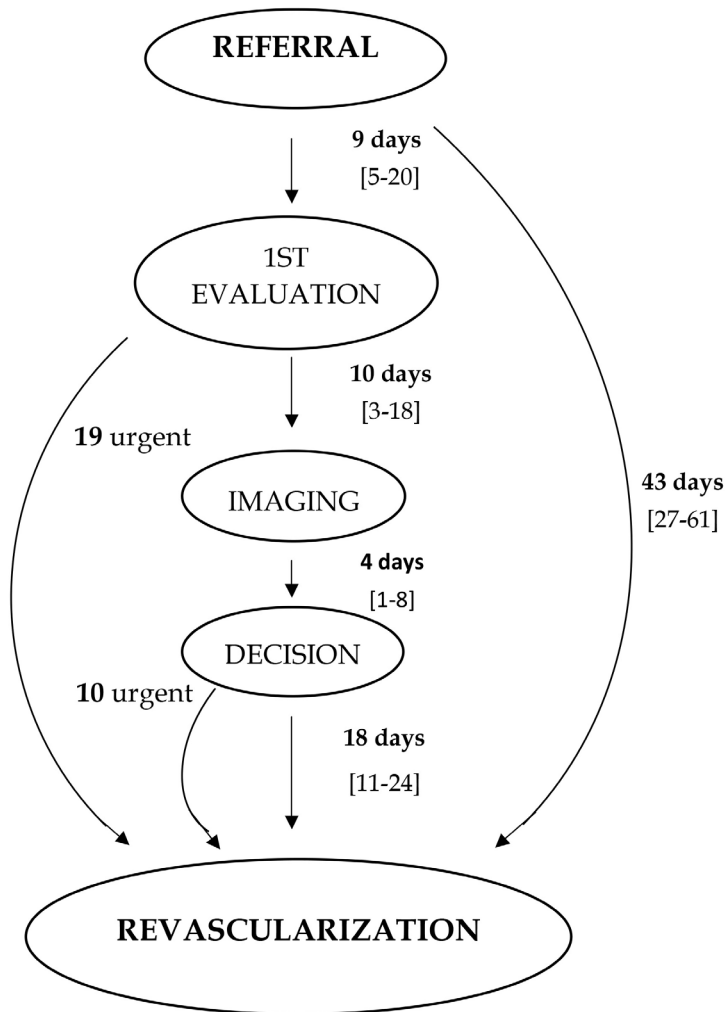 REFERRAL
9 days
[5-20]
1ST
EVALUATION
10 days
[3-18]
19 urgent
IMAGING
43 days
[27-61]
4 days
[1-8]
DECISION
10 urgent
18 days
[11-24]
REVASCULARIZATION